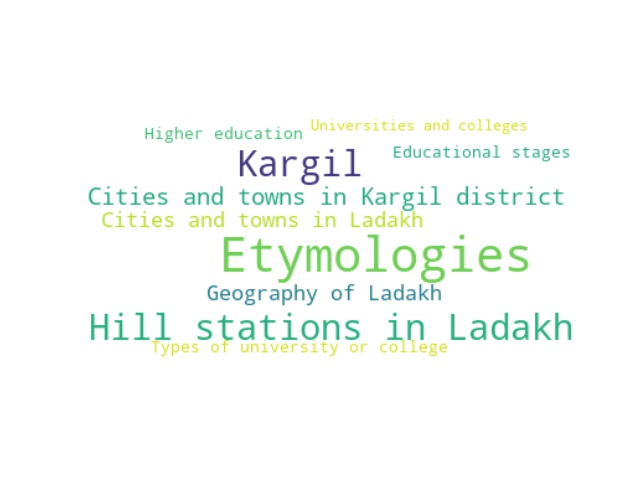 Universities and colleges
Higher education
Educational stages
Kargil
Cities and towns in Kargil district
Cities and towns in Ladakh
Etymologies
Geography of Ladakh
Hill stations in Ladakh
Types of university or college